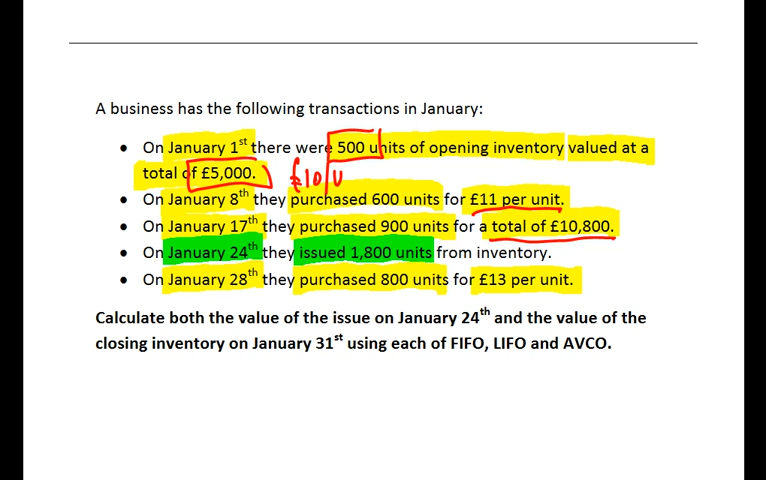 A business has the following transactions in January:
• On January 1st there were 500 units of opening inventory valued at a
total of £5,000. £10/U
• On January 8th they purchased 600 units for £11 per unit.
• On January 17th they purchased 900 units for a total of £10,800.
• On January 24th they issued 1,800 units from inventory.
• On January 28th they purchased 800 units for £13 per unit.
Calculate both the value of the issue on January 24th and the value of the
closing inventory on January 31st using each of FIFO, LIFO and AVCO.